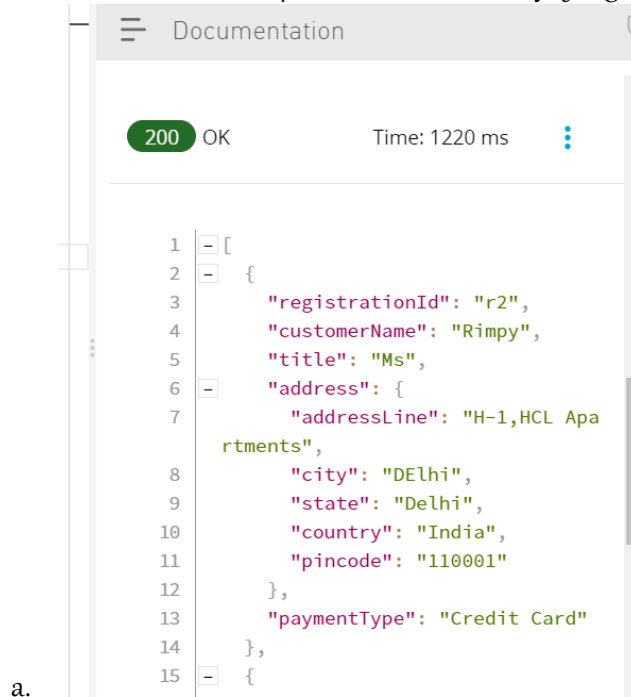 Documentation
200 OK Time: 1220 ms
1 [
2 {
3 "registrationId": "r2",
4 "customerName": "Rimpy",
5 "title": "Ms",
6 "address": {
7 "addressLine": "H-1,HCL Apa
rtments",
8 "city": "DElhi",
9 "state": "Delhi",
10 "country": "India",
11 "pincode": "110001"
12 },
13 "paymentType": "Credit Card"
14 },
15 {
a.